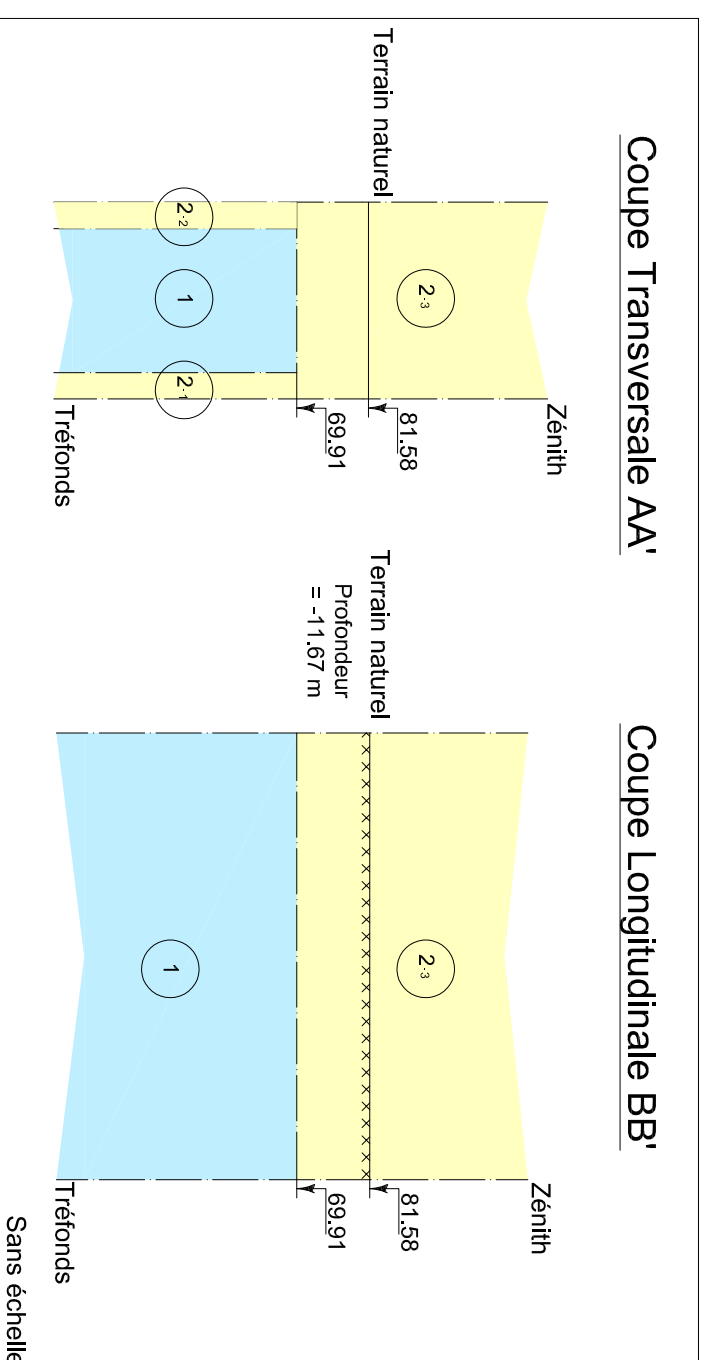 Coupe Transversale AA'
Zénith
2-3
Terrain naturel
81.58
69.91
2-2
1
2-1
Tréfonds
Coupe Longitudinale BB'
Zénith
2-3
Terrain naturel
81.58
Profondeur
= -11.67 m
69.91
1
Tréfonds
Sans échelle